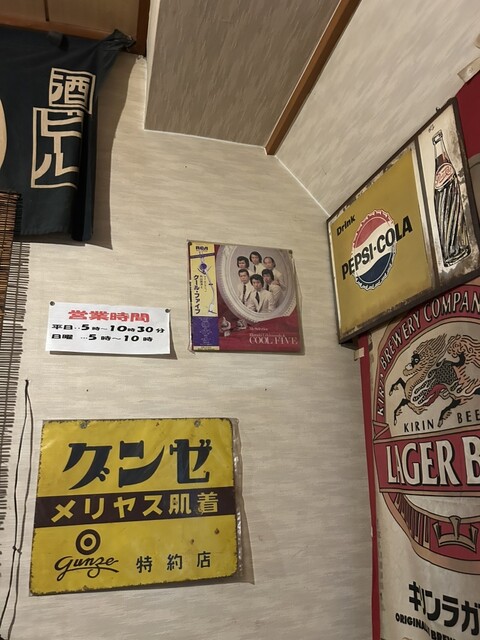 酒
ビール
営業時間
平日…5時～10時30分
日曜…5時～10時
RCA
クール・ファイブ
COOL FIVE
グンゼ
メリヤス肌着
gunze
特約店
Drink
PEPSI-COLA
BREWERY COMPANY
KIRIN BEE
LAGER B
キリンラガ
ORIGINAL BREW